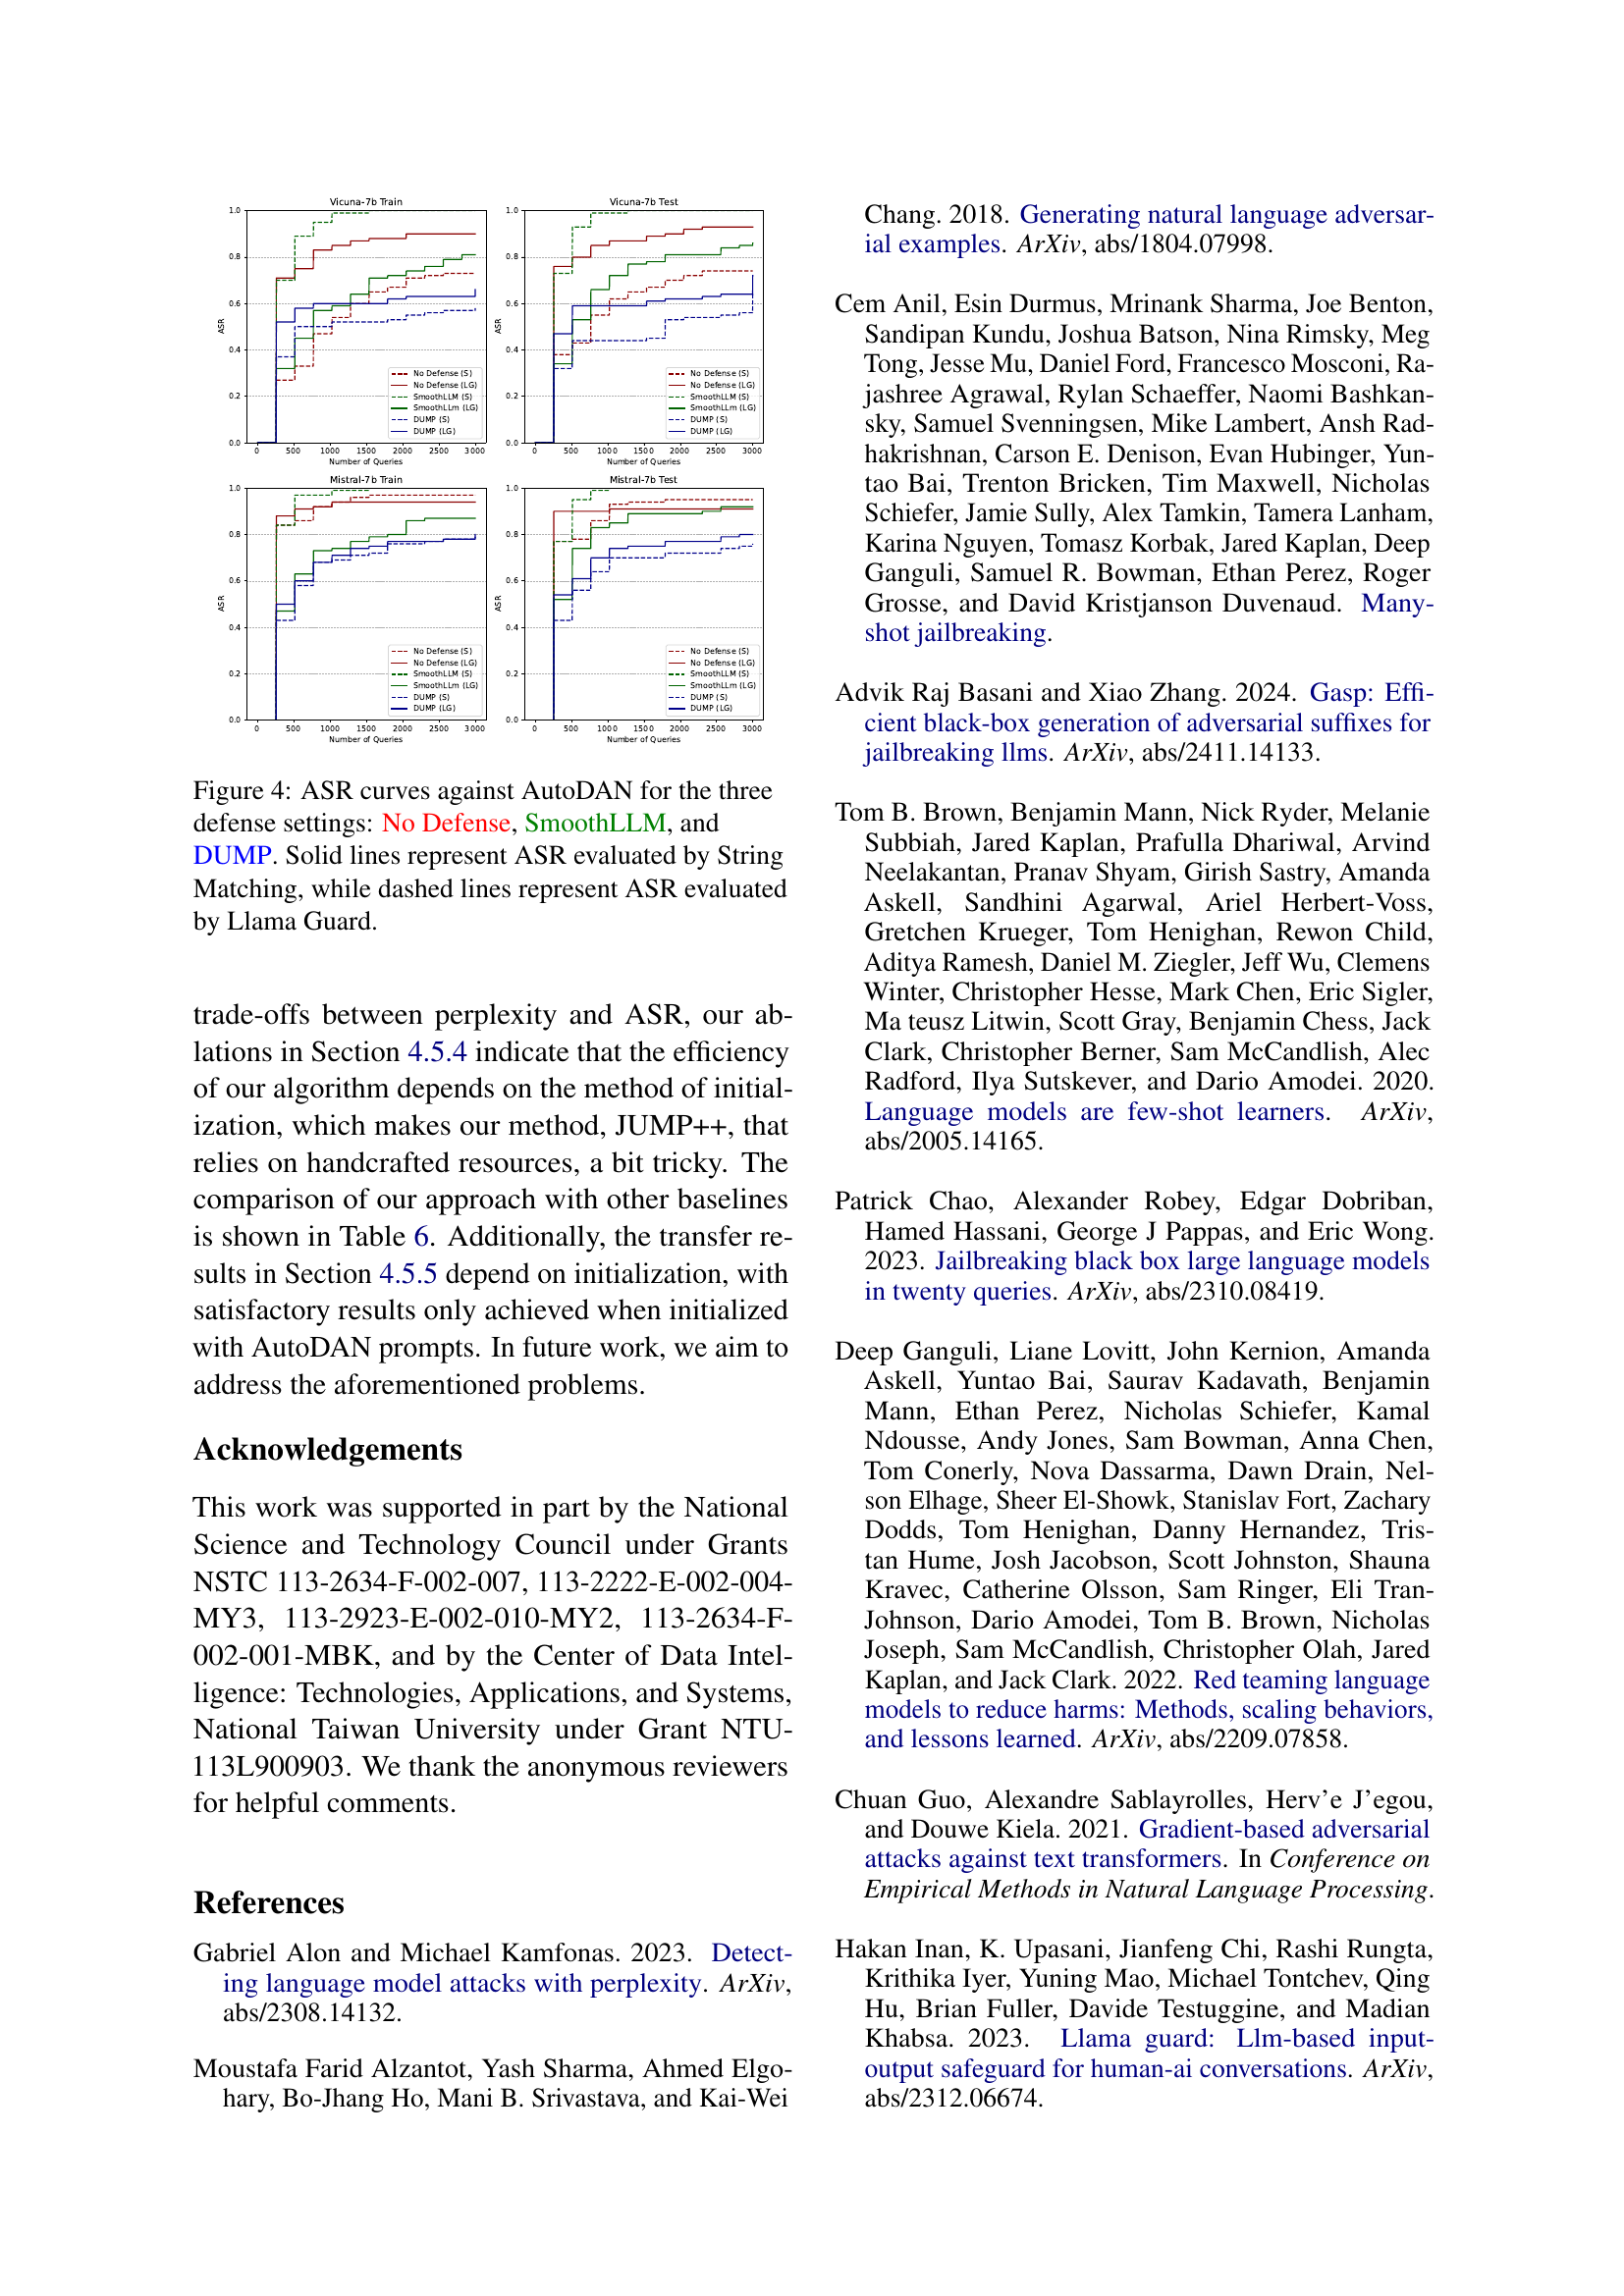 Vicuna-7b Train
1.0
0.8
0.6
0.4
0.2
0.0
ASR
No Defense (S)
No Defense (LG)
SmoothLLM (S)
SmoothLLm (LG)
DUMP (S)
DUMP (LG)
0 500 1000 1500 2000 2500 3000
Number of Queries
Vicuna-7b Test
1.0
0.8
0.6
0.4
0.2
0.0
ASR
No Defense (S)
No Defense (LG)
SmoothLLM (S)
SmoothLLm (LG)
DUMP (S)
DUMP (LG)
0 500 1000 1500 2000 2500 3000
Number of Queries
Mistral-7b Train
1.0
0.8
0.6
0.4
0.2
0.0
ASR
No Defense (S)
No Defense (LG)
SmoothLLm (S)
SmoothLLm (LG)
DUMP (S)
DUMP (LG)
0 500 1000 1500 2000 2500 3000
Number of Queries
Mistral-7b Test
1.0
0.8
0.6
0.4
0.2
0.0
ASR
No Defense (S)
No Defense (LG)
SmoothLLm (S)
SmoothLLm (LG)
DUMP (S)
DUMP (LG)
0 500 1000 1500 2000 2500 3000
Number of Queries
Figure 4: ASR curves against AutoDAN for the three
defense settings: No Defense, SmoothLLM, and
DUMP. Solid lines represent ASR evaluated by String
Matching, while dashed lines represent ASR evaluated
by Llama Guard.
trade-offs between perplexity and ASR, our ab-
lations in Section 4.5.4 indicate that the efficiency
of our algorithm depends on the method of initial-
ization, which makes our method, JUMP++, that
relies on handcrafted resources, a bit tricky. The
comparison of our approach with other baselines
is shown in Table 6. Additionally, the transfer re-
sults in Section 4.5.5 depend on initialization, with
satisfactory results only achieved when initialized
with AutoDAN prompts. In future work, we aim to
address the aforementioned problems.
Acknowledgements
This work was supported in part by the National
Science and Technology Council under Grants
NSTC 113-2634-F-002-007, 113-2222-E-002-004-
MY3, 113-2923-E-002-010-MY2, 113-2634-F-
002-001-MBK, and by the Center of Data Intel-
ligence: Technologies, Applications, and Systems,
National Taiwan University under Grant NTU-
113L900903. We thank the anonymous reviewers
for helpful comments.
References
Gabriel Alon and Michael Kamfonas. 2023. Detect-
ing language model attacks with perplexity. ArXiv,
abs/2308.14132.
Moustafa Farid Alzantot, Yash Sharma, Ahmed Elgo-
hary, Bo-Jhang Ho, Mani B. Srivastava, and Kai-Wei
Chang. 2018. Generating natural language adversar-
ial examples. ArXiv, abs/1804.07998.
Cem Anil, Esin Durmus, Mrinank Sharma, Joe Benton,
Sandipan Kundu, Joshua Batson, Nina Rimsky, Meg
Tong, Jesse Mu, Daniel Ford, Francesco Mosconi, Ra-
jashree Agrawal, Rylan Schaeffer, Naomi Bashkan-
sky, Samuel Svenningsen, Mike Lambert, Ansh Rad-
hakrishnan, Carson E. Denison, Evan Hubinger, Yun-
tao Bai, Trenton Bricken, Tim Maxwell, Nicholas
Schiefer, Jamie Sully, Alex Tamkin, Tamera Lanham,
Karina Nguyen, Tomasz Korbak, Jared Kaplan, Deep
Ganguli, Samuel R. Bowman, Ethan Perez, Roger
Grosse, and David Kristjanson Duvenaud. Many-
shot jailbreaking.
Advik Raj Basani and Xiao Zhang. 2024. Gasp: Effi-
cient black-box generation of adversarial suffixes for
jailbreaking llms. ArXiv, abs/2411.14133.
Tom B. Brown, Benjamin Mann, Nick Ryder, Melanie
Subbiah, Jared Kaplan, Prafulla Dhariwal, Arvind
Neelakantan, Pranav Shyam, Girish Sastry, Amanda
Askell, Sandhini Agarwal, Ariel Herbert-Voss,
Gretchen Krueger, Tom Henighan, Rewon Child,
Aditya Ramesh, Daniel M. Ziegler, Jeff Wu, Clemens
Winter, Christopher Hesse, Mark Chen, Eric Sigler,
Ma teusz Litwin, Scott Gray, Benjamin Chess, Jack
Clark, Christopher Berner, Sam McCandlish, Alec
Radford, Ilya Sutskever, and Dario Amodei. 2020.
Language models are few-shot learners. ArXiv,
abs/2005.14165.
Patrick Chao, Alexander Robey, Edgar Dobriban,
Hamed Hassani, George J Pappas, and Eric Wong.
2023. Jailbreaking black box large language models
in twenty queries. ArXiv, abs/2310.08419.
Deep Ganguli, Liane Lovitt, John Kernion, Amanda
Askell, Yuntao Bai, Saurav Kadavath, Benjamin
Mann, Ethan Perez, Nicholas Schiefer, Kamal
Ndousse, Andy Jones, Sam Bowman, Anna Chen,
Tom Conerly, Nova Dassarma, Dawn Drain, Nel-
son Elhage, Sheer El-Showk, Stanislav Fort, Zachary
Dodds, Tom Henighan, Danny Hernandez, Tris-
tan Hume, Josh Jacobson, Scott Johnston, Shauna
Kravec, Catherine Olsson, Sam Ringer, Eli Tran-
Johnson, Dario Amodei, Tom B. Brown, Nicholas
Joseph, Sam McCandlish, Christopher Olah, Jared
Kaplan, and Jack Clark. 2022. Red teaming language
models to reduce harms: Methods, scaling behaviors,
and lessons learned. ArXiv, abs/2209.07858.
Chuan Guo, Alexandre Sablayrolles, Herv'e J'egou,
and Douwe Kiela. 2021. Gradient-based adversarial
attacks against text transformers. In Conference on
Empirical Methods in Natural Language Processing.
Hakan Inan, K. Upasani, Jianfeng Chi, Rashi Rungta,
Krithika Iyer, Yuning Mao, Michael Tontchev, Qing
Hu, Brian Fuller, Davide Testuggine, and Madian
Khabsa. 2023. Llama guard: Llm-based input-
output safeguard for human-ai conversations. ArXiv,
abs/2312.06674.